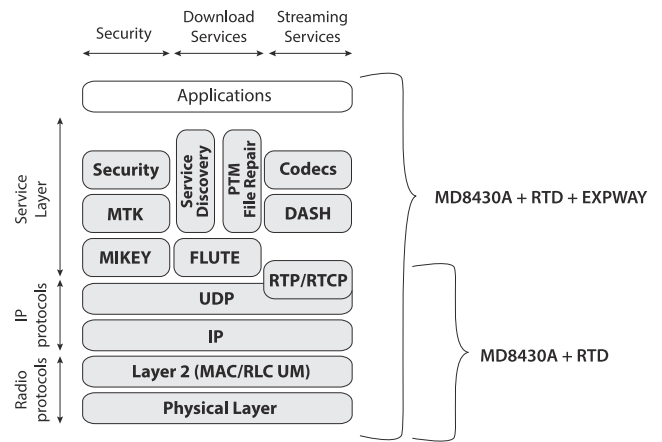 Security
Download
Services
Streaming
Services
Applications
Service
Layer
Security
Service
Discovery
PTM
File Repair
Codecs
MTK
DASH
MIKEY
FLUTE
RTP/RTCP
MD8430A + RTD + EXPWAY
IP
protocols
UDP
IP
MD8430A + RTD
Radio
protocols
Layer 2 (MAC/RLC UM)
Physical Layer